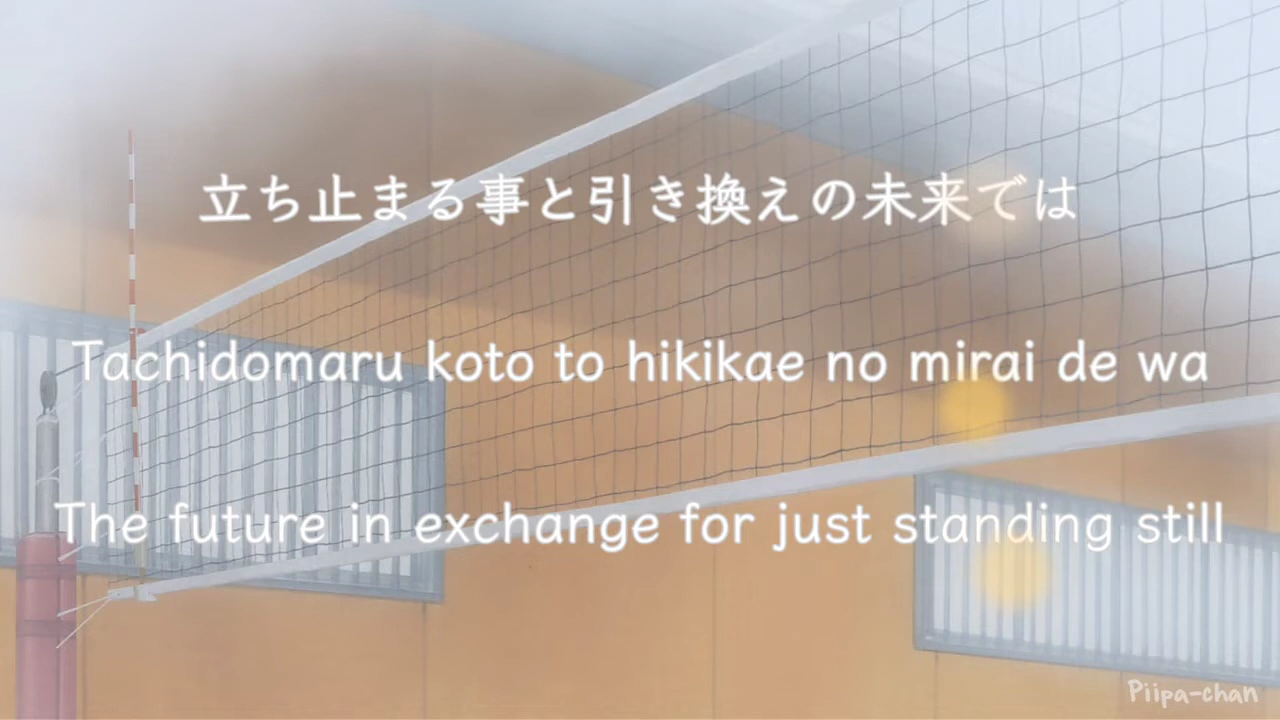 立ち止まる事と引き換えの未来では
Tachidomaru koto to hikikae no mirai de wa
The future in exchange for just standing still
Piipa-chan